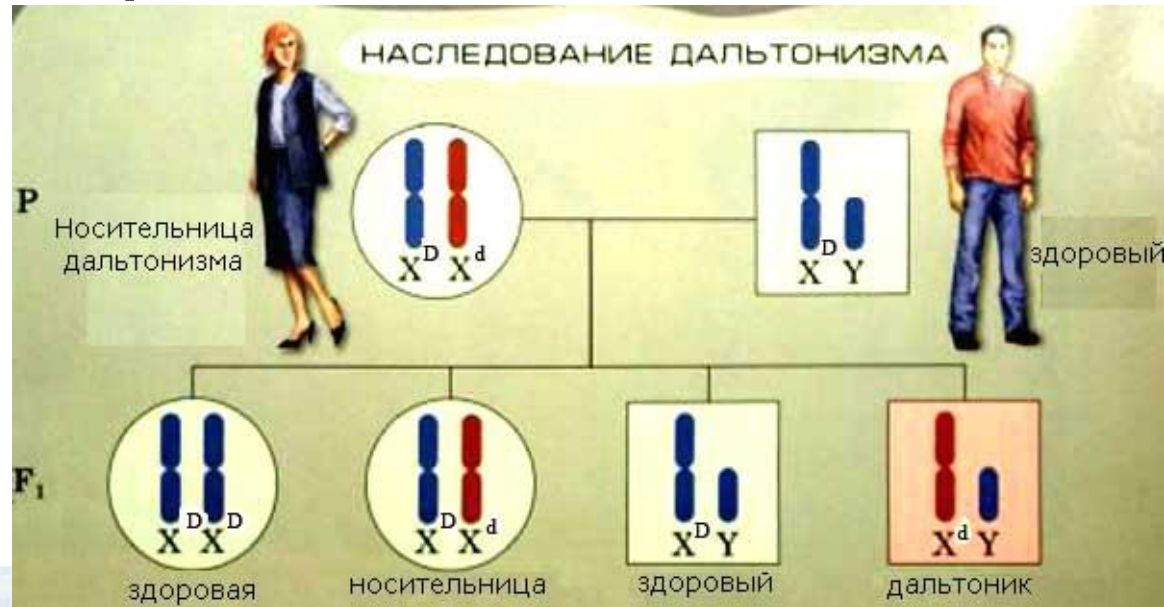 НАСЛЕДОВАНИЕ ДАЛЬТОНИЗМА
P
Носительница
дальтонизма
X^D X^d
X^D Y
здоровый
F₁
X^D X^D
X^D X^d
X^D Y
X^d Y
здоровая
носительница
здоровый
дальтоник